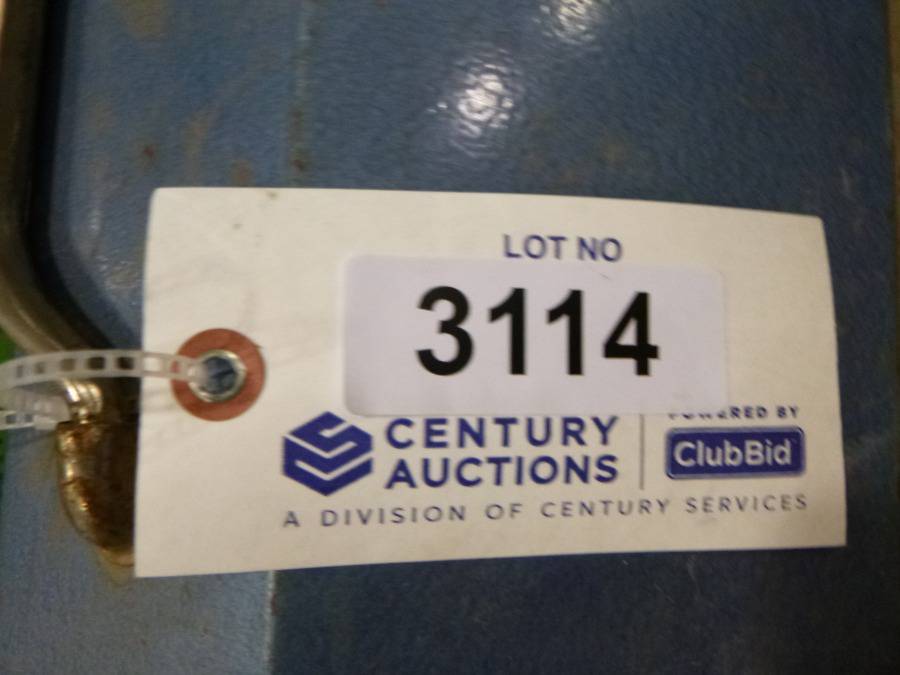 LOT NO
3114
CENTURY
AUCTIONS
POWERED BY
ClubBid
A DIVISION OF CENTURY SERVICES